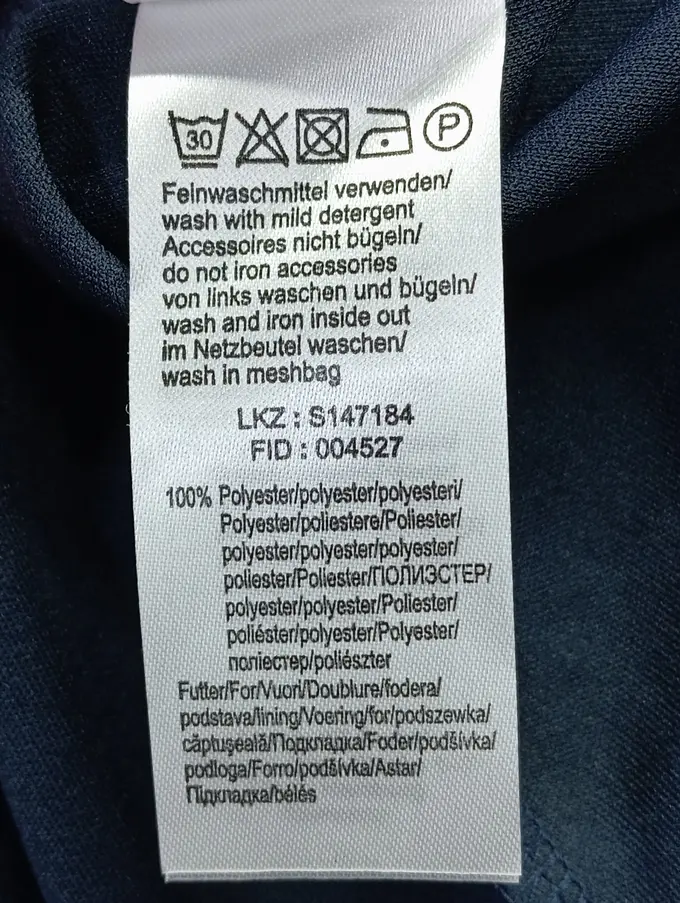 30 P
Feinwaschmittel verwenden/
wash with mild detergent
Accessoires nicht bügeln/
do not iron accessories
von links waschen und bügeln/
wash and iron inside out
im Netzbeutel waschen/
wash in meshbag
LKZ : S147184
FID : 004527
100% Polyester/polyester/polyesteri/
Polyester/poliestere/Poliester/
polyester/polyester/polyester/
poliester/Poliester/ПОЛИЭСТЕР/
polyester/polyester/Poliester/
poliéster/polyester/Polyester/
поліестер/poliészter
Futter/For/Vuori/Doublure/fodera/
podstava/lining/Voering/for/podszewka/
căptuşeală/Подкладка/Foder/podšívka/
podloga/Forro/podšívka/Astar/
Підкладка/bélés